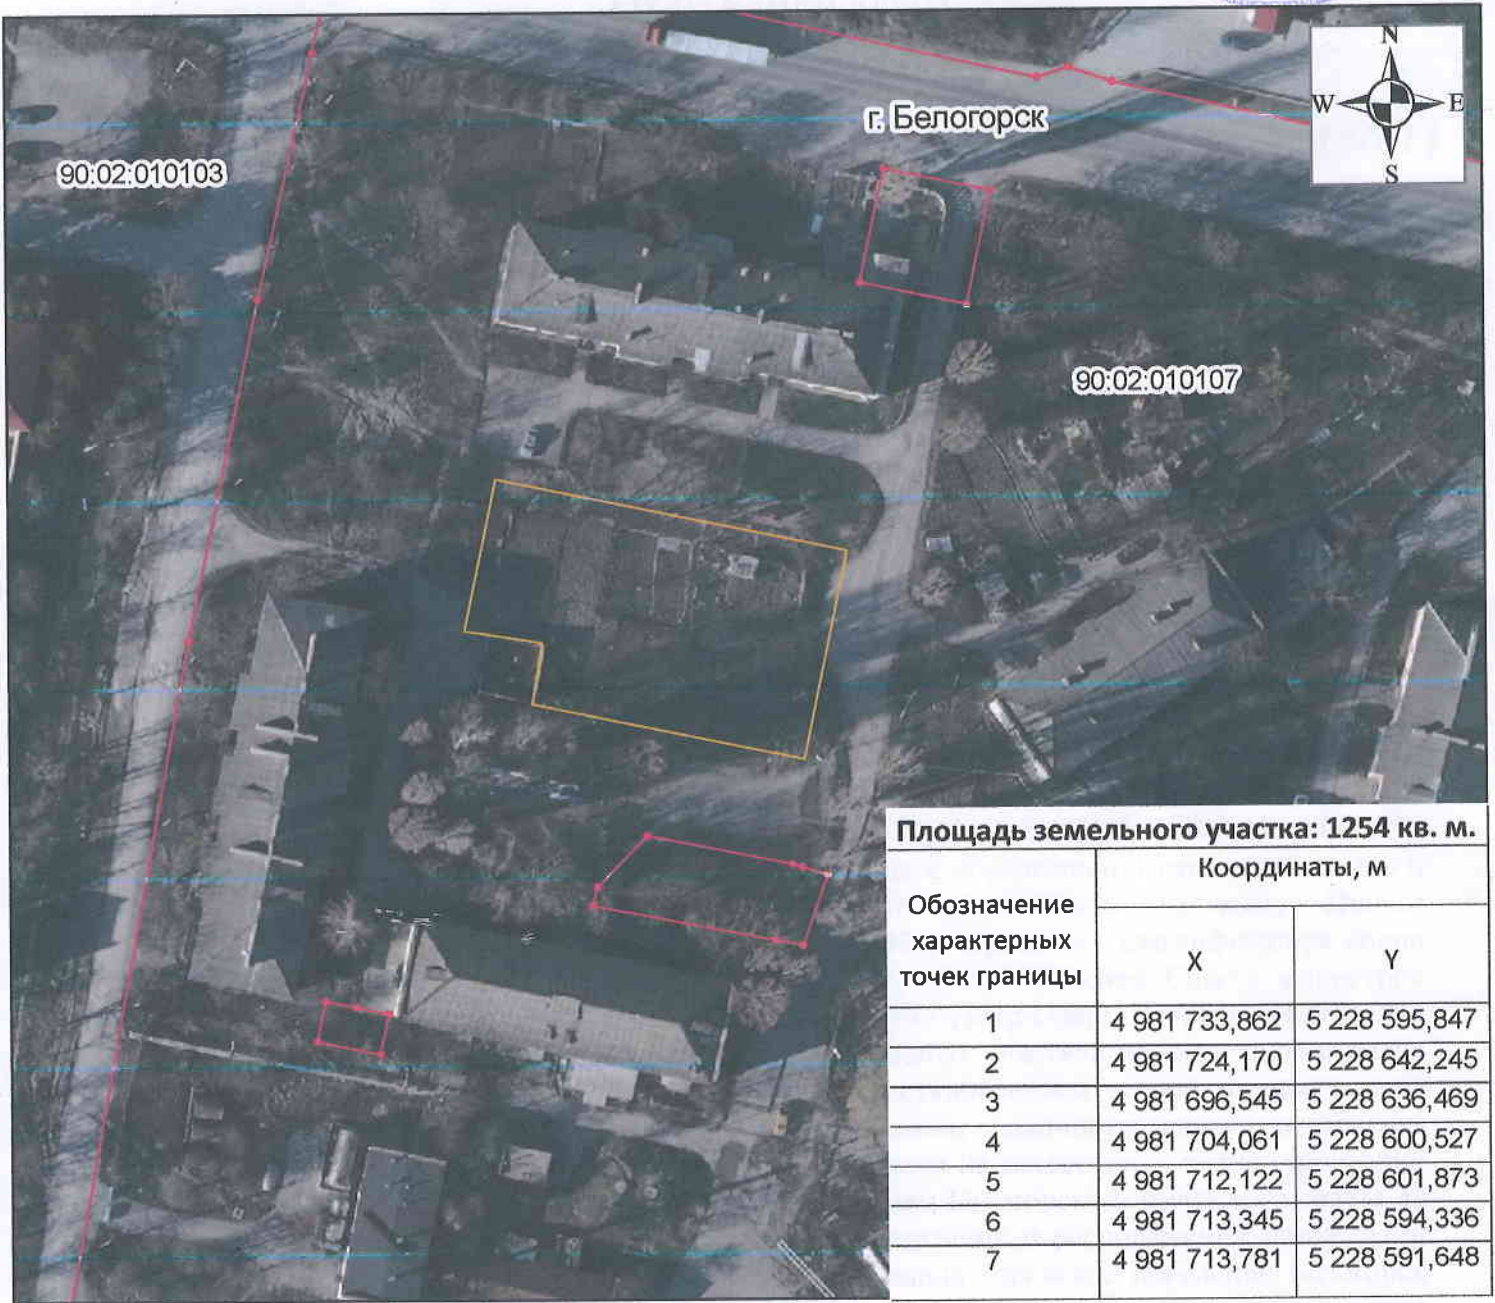 N
г. Белогорск
W E
90:02:010103
S
90:02:010107
Площадь земельного участка: 1254 кв. м.
Обозначение
характерных
точек границы
Координаты, м
X Y
1 4 981 733,862 5 228 595,847
2 4 981 724,170 5 228 642,245
3 4 981 696,545 5 228 636,469
4 4 981 704,061 5 228 600,527
5 4 981 712,122 5 228 601,873
6 4 981 713,345 5 228 594,336
7 4 981 713,781 5 228 591,648